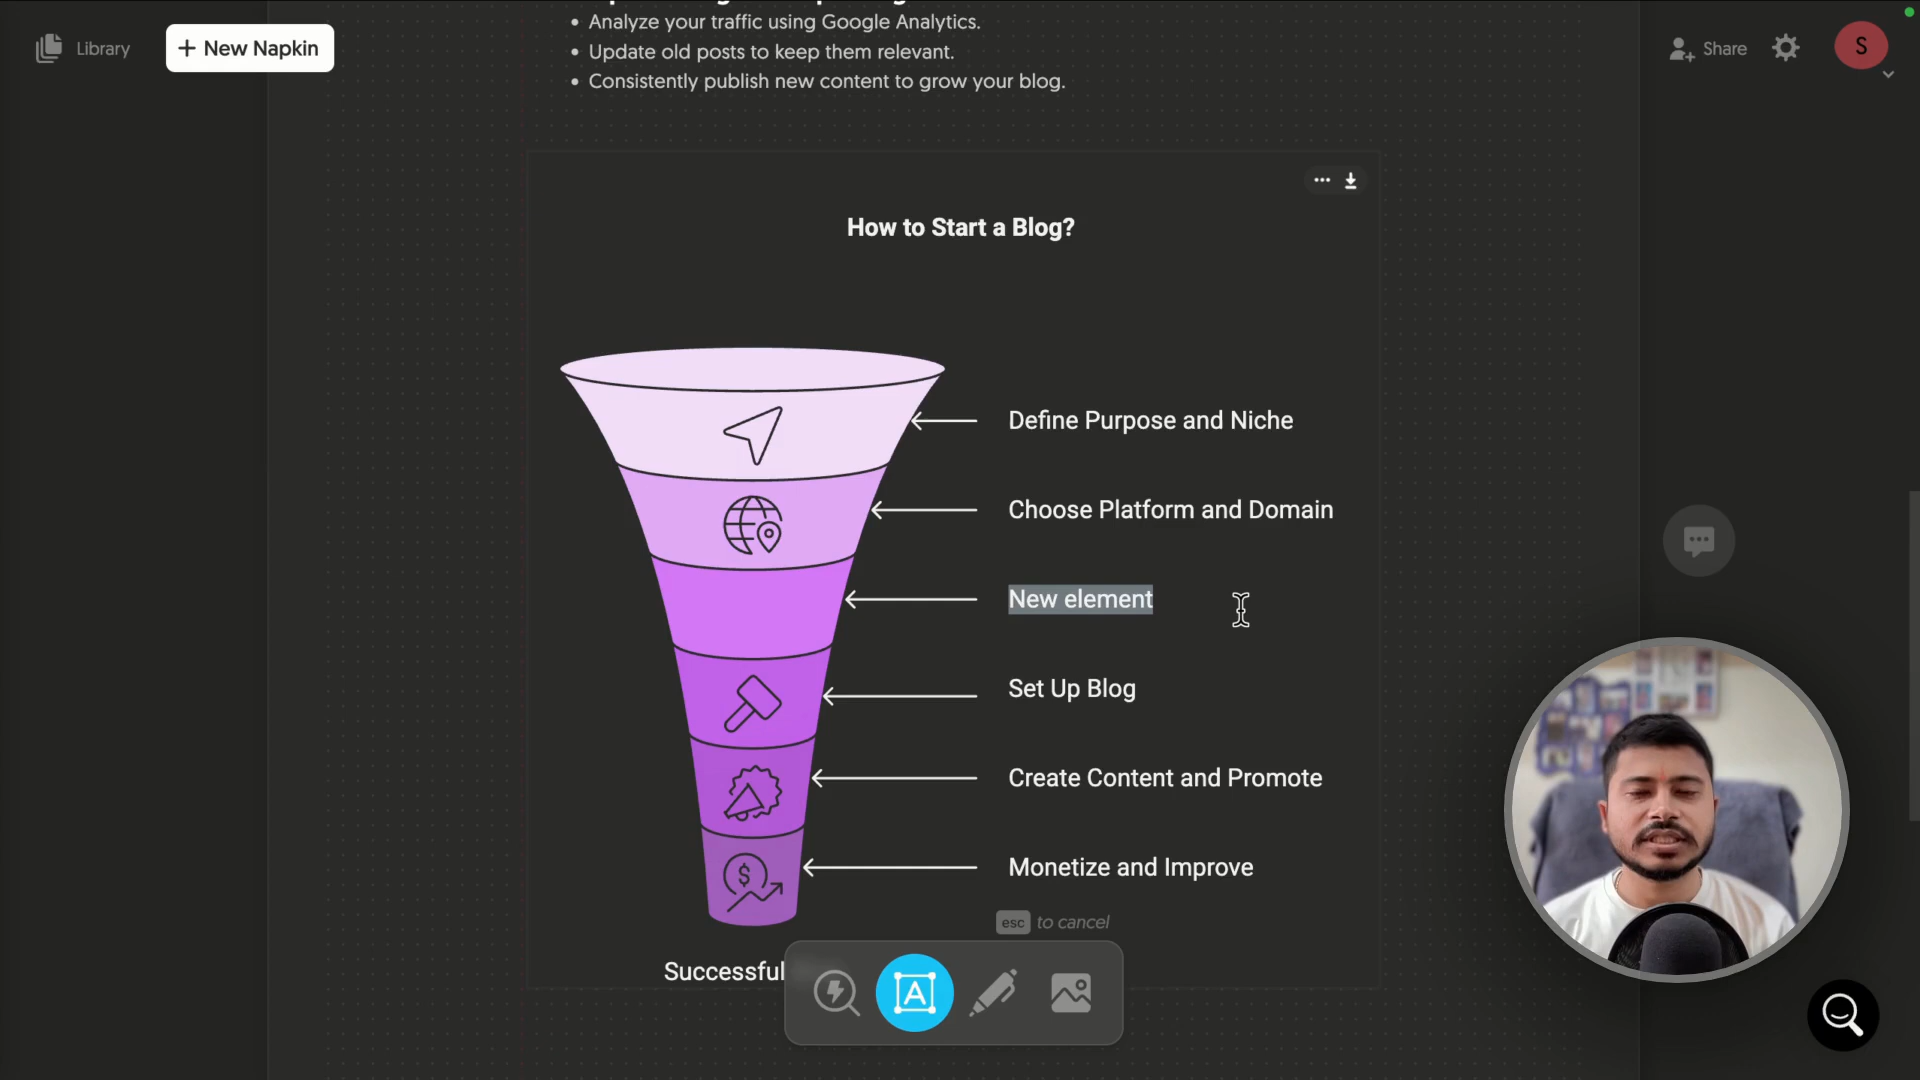 Analyze your traffic using Google Analytics.
Library
+ New Napkin
Share
S
Update old posts to keep them relevant.
Consistently publish new content to grow your blog.
How to Start a Blog?
Define Purpose and Niche
Choose Platform and Domain
New element
Set Up Blog
Create Content and Promote
$
Monetize and Improve
esc to cancel
Successful
A